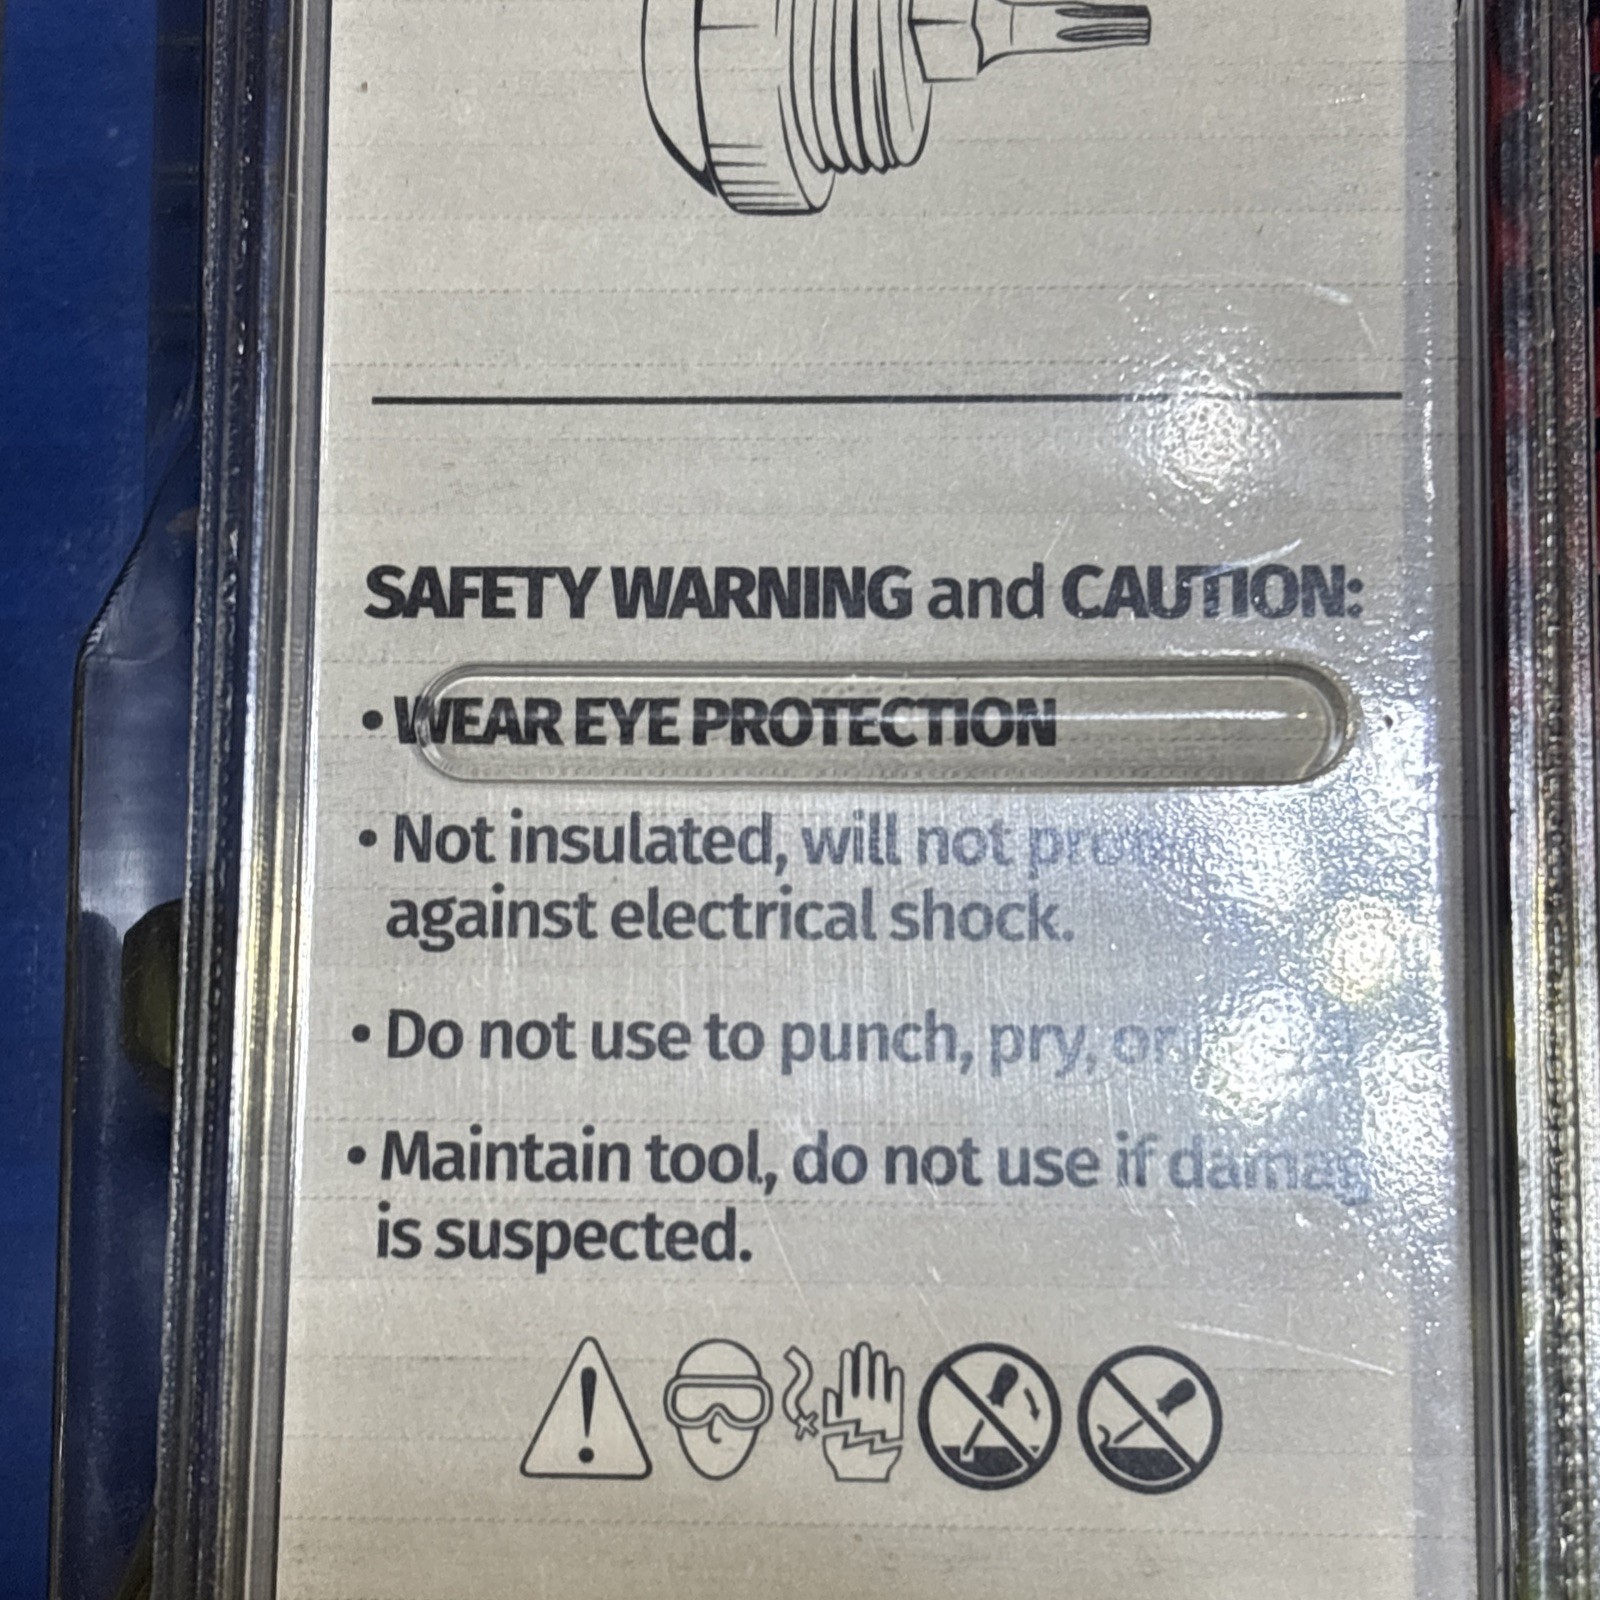 SAFETY WARNING and CAUTION:
• WEAR EYE PROTECTION
• Not insulated, will not
against electrical shock.
• Do not use to punch, pry, or
• Maintain tool, do not use if
is suspected.